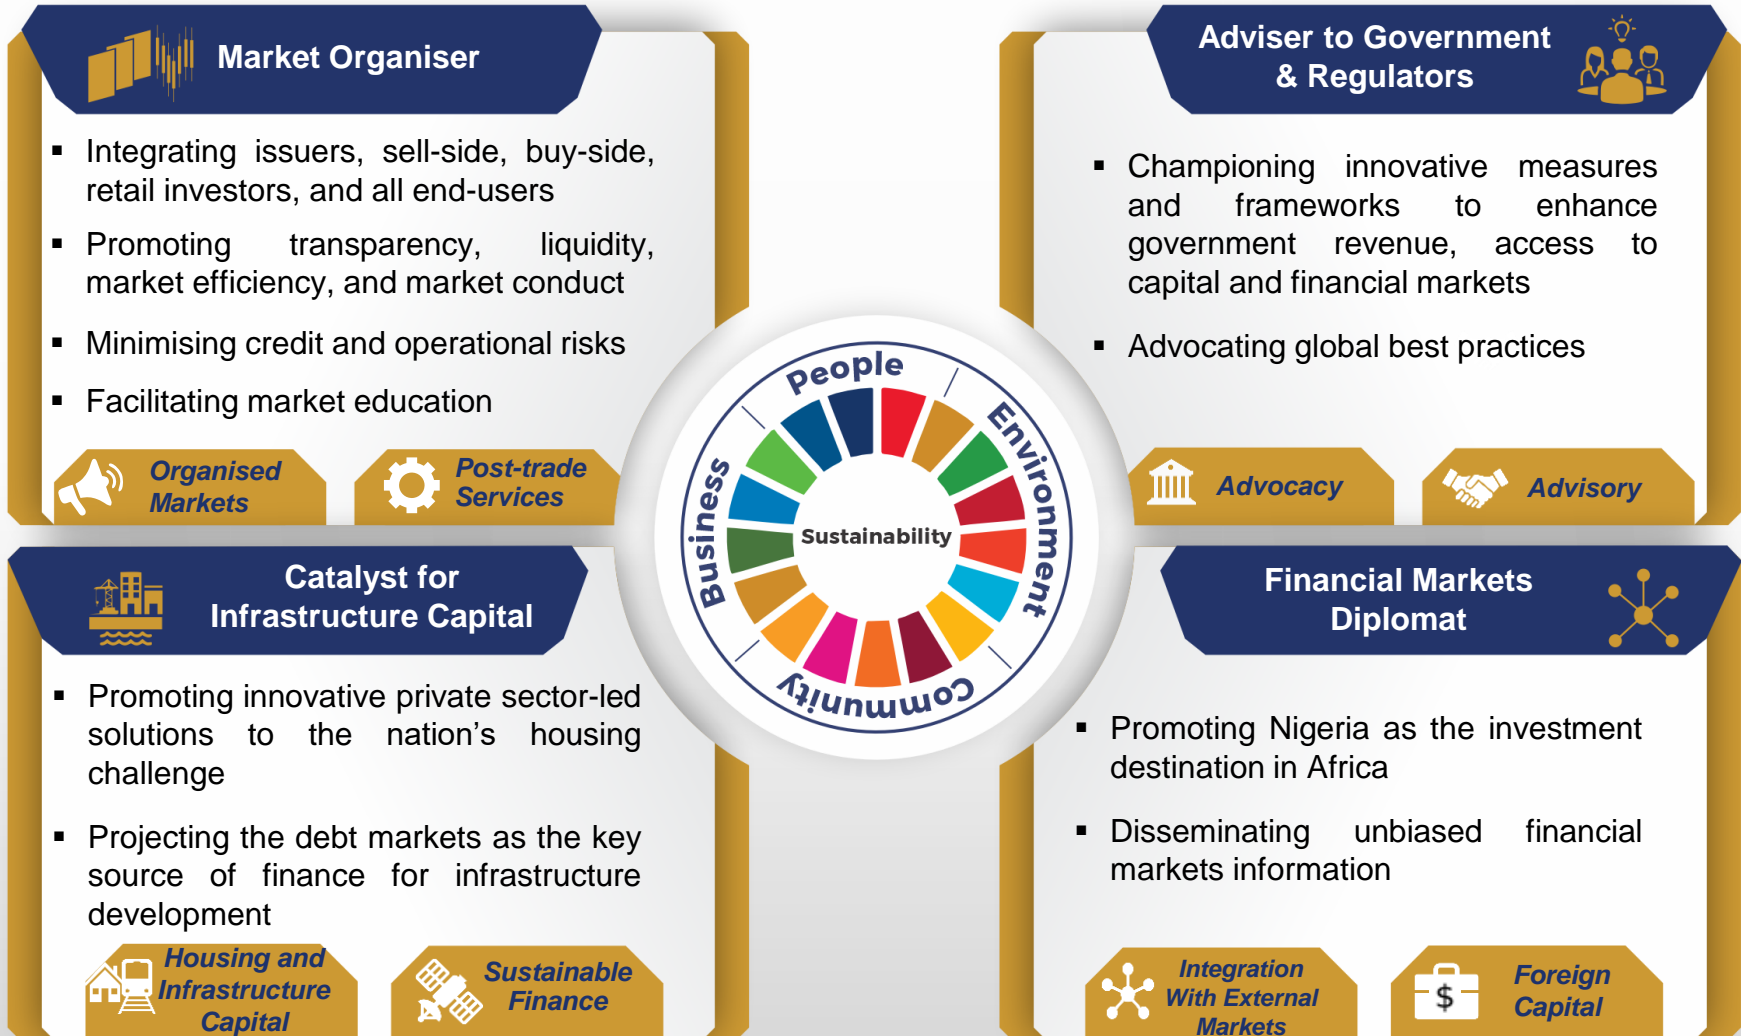 Market Organiser
▪ Integrating issuers, sell-side, buy-side,
retail investors, and all end-users
▪ Promoting transparency, liquidity,
market efficiency, and market conduct
▪ Minimising credit and operational risks
▪ Facilitating market education
Organised
Markets
Post-trade
Services
Adviser to Government
& Regulators
▪ Championing innovative measures
and frameworks to enhance
government revenue, access to
capital and financial markets
▪ Advocating global best practices
Advocacy
Advisory
People
Environment
Community
Business
Sustainability
Catalyst for
Infrastructure Capital
▪ Promoting innovative private sector-led
solutions to the nation’s housing
challenge
▪ Projecting the debt markets as the key
source of finance for infrastructure
development
Housing and
Infrastructure
Capital
Sustainable
Finance
Financial Markets
Diplomat
▪ Promoting Nigeria as the investment
destination in Africa
▪ Disseminating unbiased financial
markets information
Integration
With External
Markets
$
Foreign
Capital